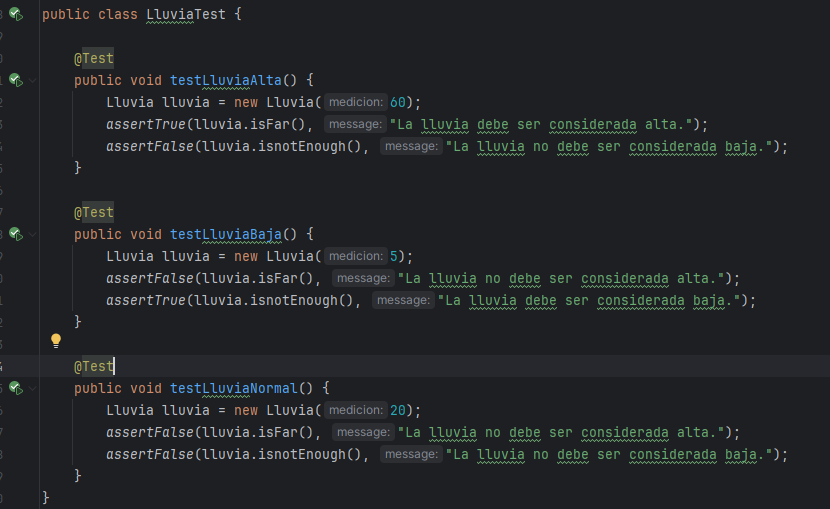 public class LluviaTest {
@Test
public void testLluviaAlta() {
Lluvia lluvia = new Lluvia( medicion: 60);
assertTrue(lluvia.isFar(), message: "La lluvia debe ser considerada alta.");
assertFalse(lluvia.isnotEnough(), message: "La lluvia no debe ser considerada baja.");
}
@Test
public void testLluviaBaja() {
Lluvia lluvia = new Lluvia( medicion: 5);
assertFalse(lluvia.isFar(), message: "La lluvia no debe ser considerada alta.");
assertTrue(lluvia.isnotEnough(), message: "La lluvia debe ser considerada baja.");
}
@Test
public void testLluviaNormal() {
Lluvia lluvia = new Lluvia( medicion: 20);
assertFalse(lluvia.isFar(), message: "La lluvia no debe ser considerada alta.");
assertFalse(lluvia.isnotEnough(), message: "La lluvia no debe ser considerada baja.");
}
}